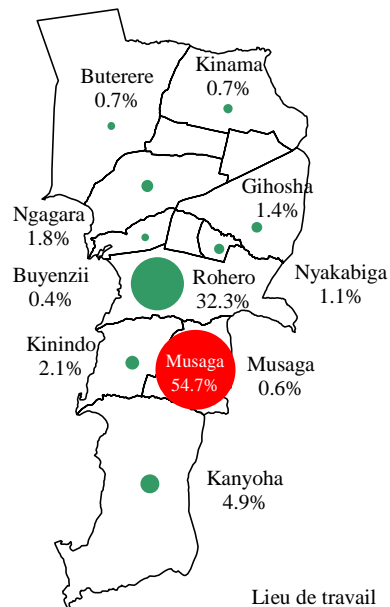 Buterere
0.7%
Kinama
0.7%
Gihosha
1.4%
Ngagara
1.8%
Buyenzii
0.4%
Rohero
32.3%
Nyakabiga
1.1%
Kinindo
2.1%
Musaga
54.7%
Musaga
0.6%
Kanyoha
4.9%
Lieu de travail